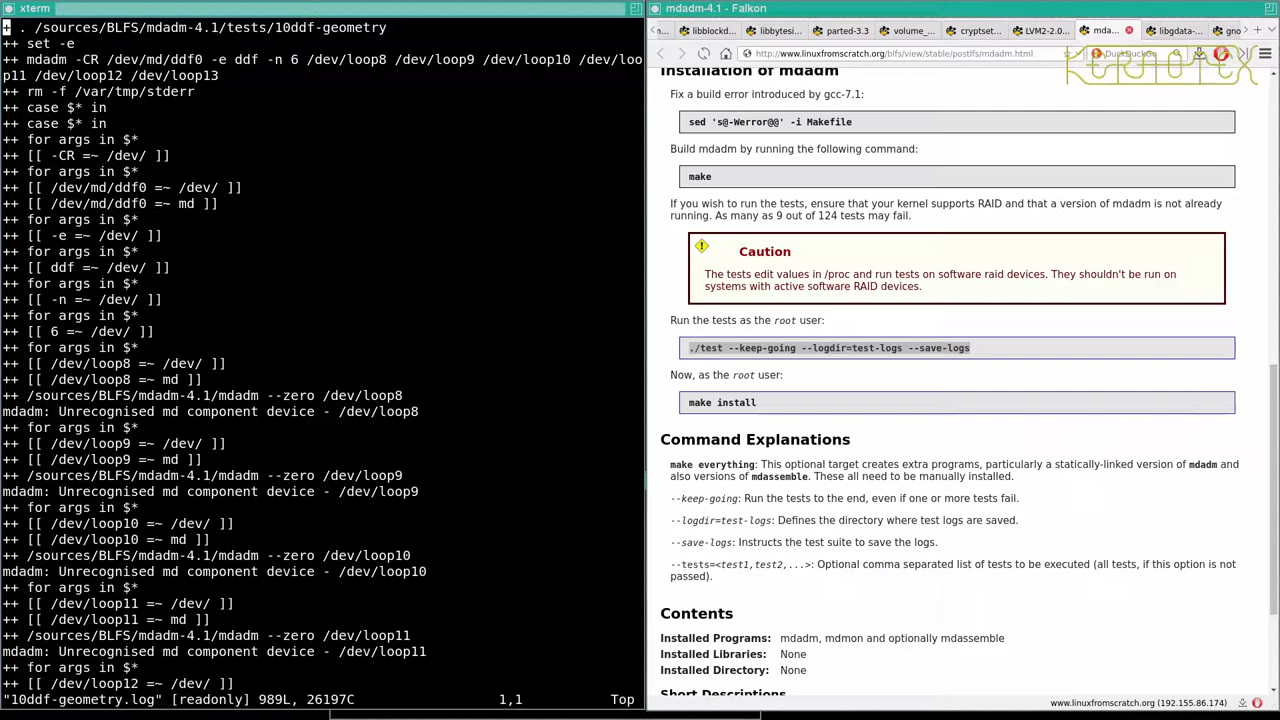 xterm
+ . /sources/BLFS/mdadm-4.1/tests/10ddf-geometry
++ set -e
++ mdadm -CR /dev/md/ddf0 -e ddf -n 6 /dev/loop8 /dev/loop9 /dev/loop10 /dev/loo
p11 /dev/loop12 /dev/loop13
++ rm -f /var/tmp/stderr
++ case $* in
++ case $* in
++ for args in $*
++ [[ -CR =~ /dev/ ]]
++ for args in $*
++ [[ /dev/md/ddf0 =~ /dev/ ]]
++ [[ /dev/md/ddf0 =~ md ]]
++ for args in $*
++ [[ -e =~ /dev/ ]]
++ for args in $*
++ [[ ddf =~ /dev/ ]]
++ for args in $*
++ [[ -n =~ /dev/ ]]
++ for args in $*
++ [[ 6 =~ /dev/ ]]
++ for args in $*
++ [[ /dev/loop8 =~ /dev/ ]]
++ [[ /dev/loop8 =~ md ]]
++ /sources/BLFS/mdadm-4.1/mdadm --zero /dev/loop8
mdadm: Unrecognised md component device - /dev/loop8
++ for args in $*
++ [[ /dev/loop9 =~ /dev/ ]]
++ [[ /dev/loop9 =~ md ]]
++ /sources/BLFS/mdadm-4.1/mdadm --zero /dev/loop9
mdadm: Unrecognised md component device - /dev/loop9
++ for args in $*
++ [[ /dev/loop10 =~ /dev/ ]]
++ [[ /dev/loop10 =~ md ]]
++ /sources/BLFS/mdadm-4.1/mdadm --zero /dev/loop10
mdadm: Unrecognised md component device - /dev/loop10
++ for args in $*
++ [[ /dev/loop11 =~ /dev/ ]]
++ [[ /dev/loop11 =~ md ]]
++ /sources/BLFS/mdadm-4.1/mdadm --zero /dev/loop11
mdadm: Unrecognised md component device - /dev/loop11
++ for args in $*
++ [[ /dev/loop12 =~ /dev/ ]]
"10ddf-geometry.log" [readonly] 989L, 26197C 1,1 Top
mdadm-4.1 - Falkon
m... libblockd... libbytesi... parted-3.3 volume_... cryptset... LVM2-2.0... mda... libgdata-... gno
http://www.linuxfromscratch.org/blfs/view/stable/postlfs/mdadm.html DuckDuckGo
Installation of mdadm
Fix a build error introduced by gcc-7.1:
sed 's@-Werror@@' -i Makefile
Build mdadm by running the following command:
make
If you wish to run the tests, ensure that your kernel supports RAID and that a version of mdadm is not already
running. As many as 9 out of 124 tests may fail.
Caution
The tests edit values in /proc and run tests on software raid devices. They shouldn't be run on
systems with active software RAID devices.
Run the tests as the root user:
./test --keep-going --logdir=test-logs --save-logs
Now, as the root user:
make install
Command Explanations
make everything: This optional target creates extra programs, particularly a statically-linked version of mdadm and
also versions of mdassemble. These all need to be manually installed.
--keep-going: Run the tests to the end, even if one or more tests fail.
--logdir=test-logs: Defines the directory where test logs are saved.
--save-logs: Instructs the test suite to save the logs.
--tests=<test1,test2,...>: Optional comma separated list of tests to be executed (all tests, if this option is not
passed).
Contents
Installed Programs: mdadm, mdmon and optionally mdassemble
Installed Libraries: None
Installed Directory: None
Short Descriptions
www.linuxfromscratch.org (192.155.86.174)